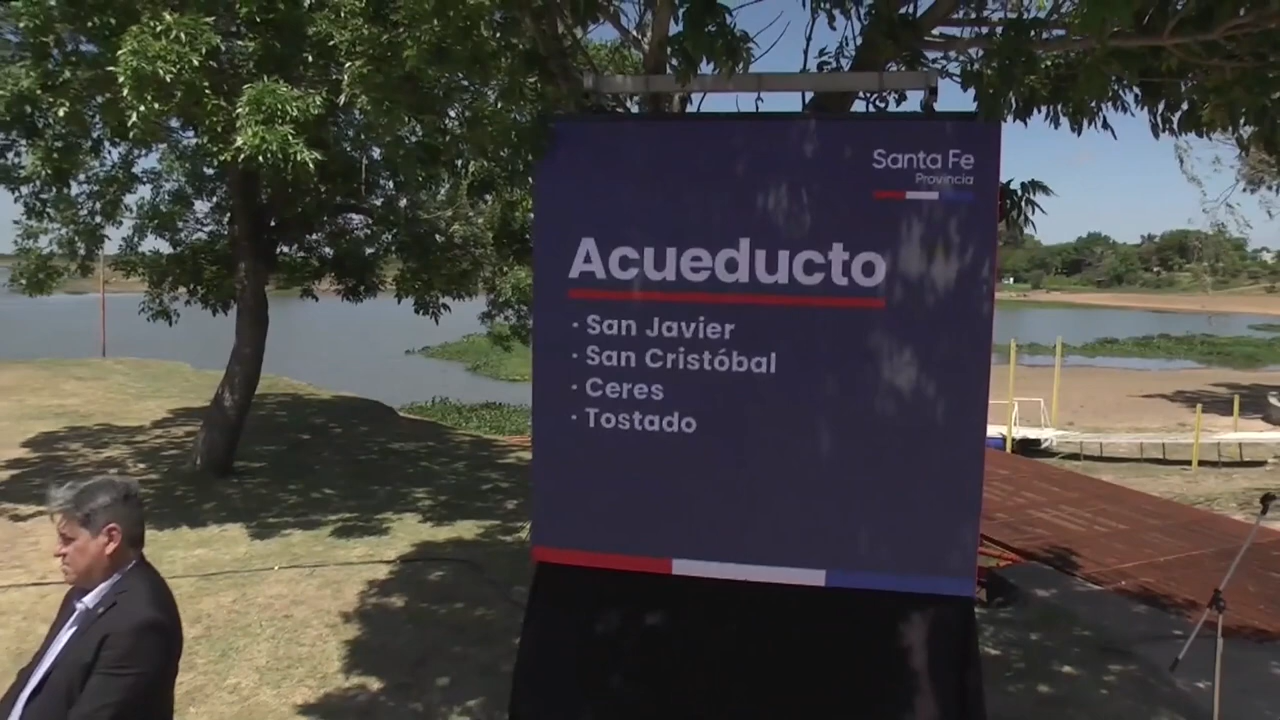 Santa Fe
Provincia
Acueducto
· San Javier
· San Cristóbal
· Ceres
· Tostado